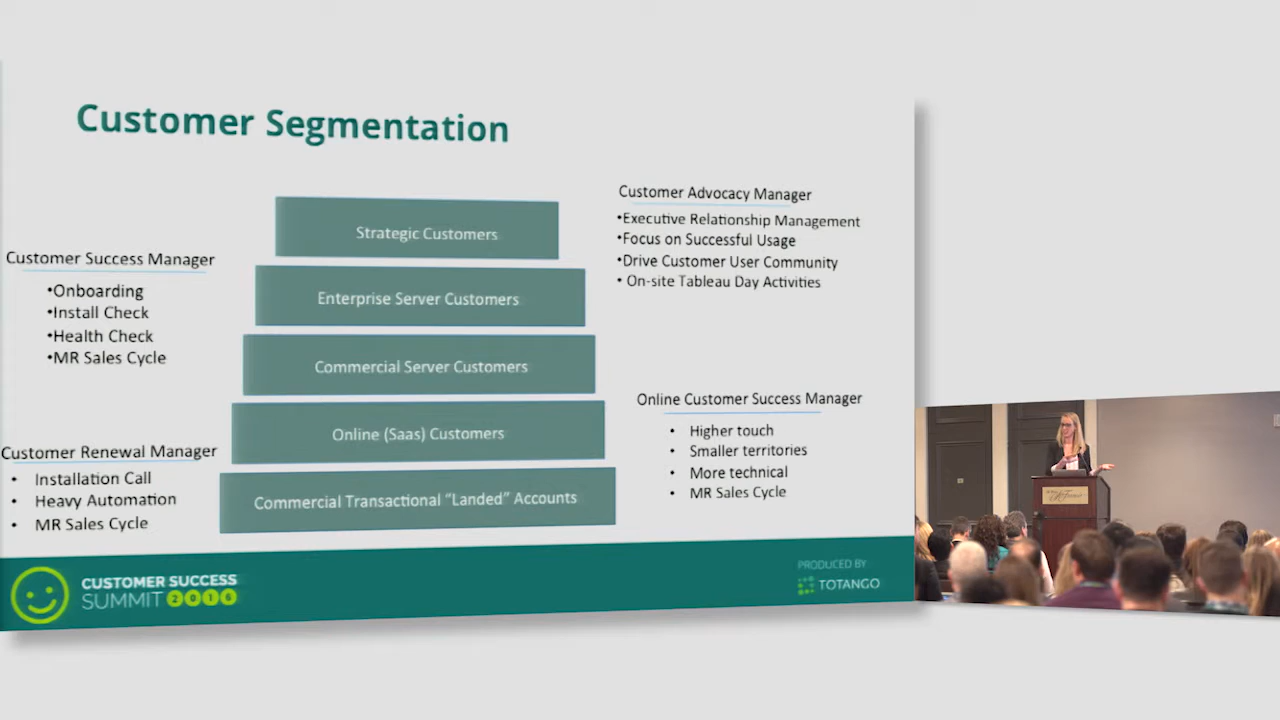 Customer Segmentation
Strategic Customers
Enterprise Server Customers
Commercial Server Customers
Online (Saas) Customers
Commercial Transactional “Landed” Accounts
Customer Success Manager
•Onboarding
•Install Check
•Health Check
•MR Sales Cycle
Customer Renewal Manager
• Installation Call
• Heavy Automation
• MR Sales Cycle
Customer Advocacy Manager
•Executive Relationship Management
•Focus on Successful Usage
•Drive Customer User Community
• On-site Tableau Day Activities
Online Customer Success Manager
• Higher touch
• Smaller territories
• More technical
• MR Sales Cycle
CUSTOMER SUCCESS
SUMMIT 2016
PRODUCED BY
TOTANGO